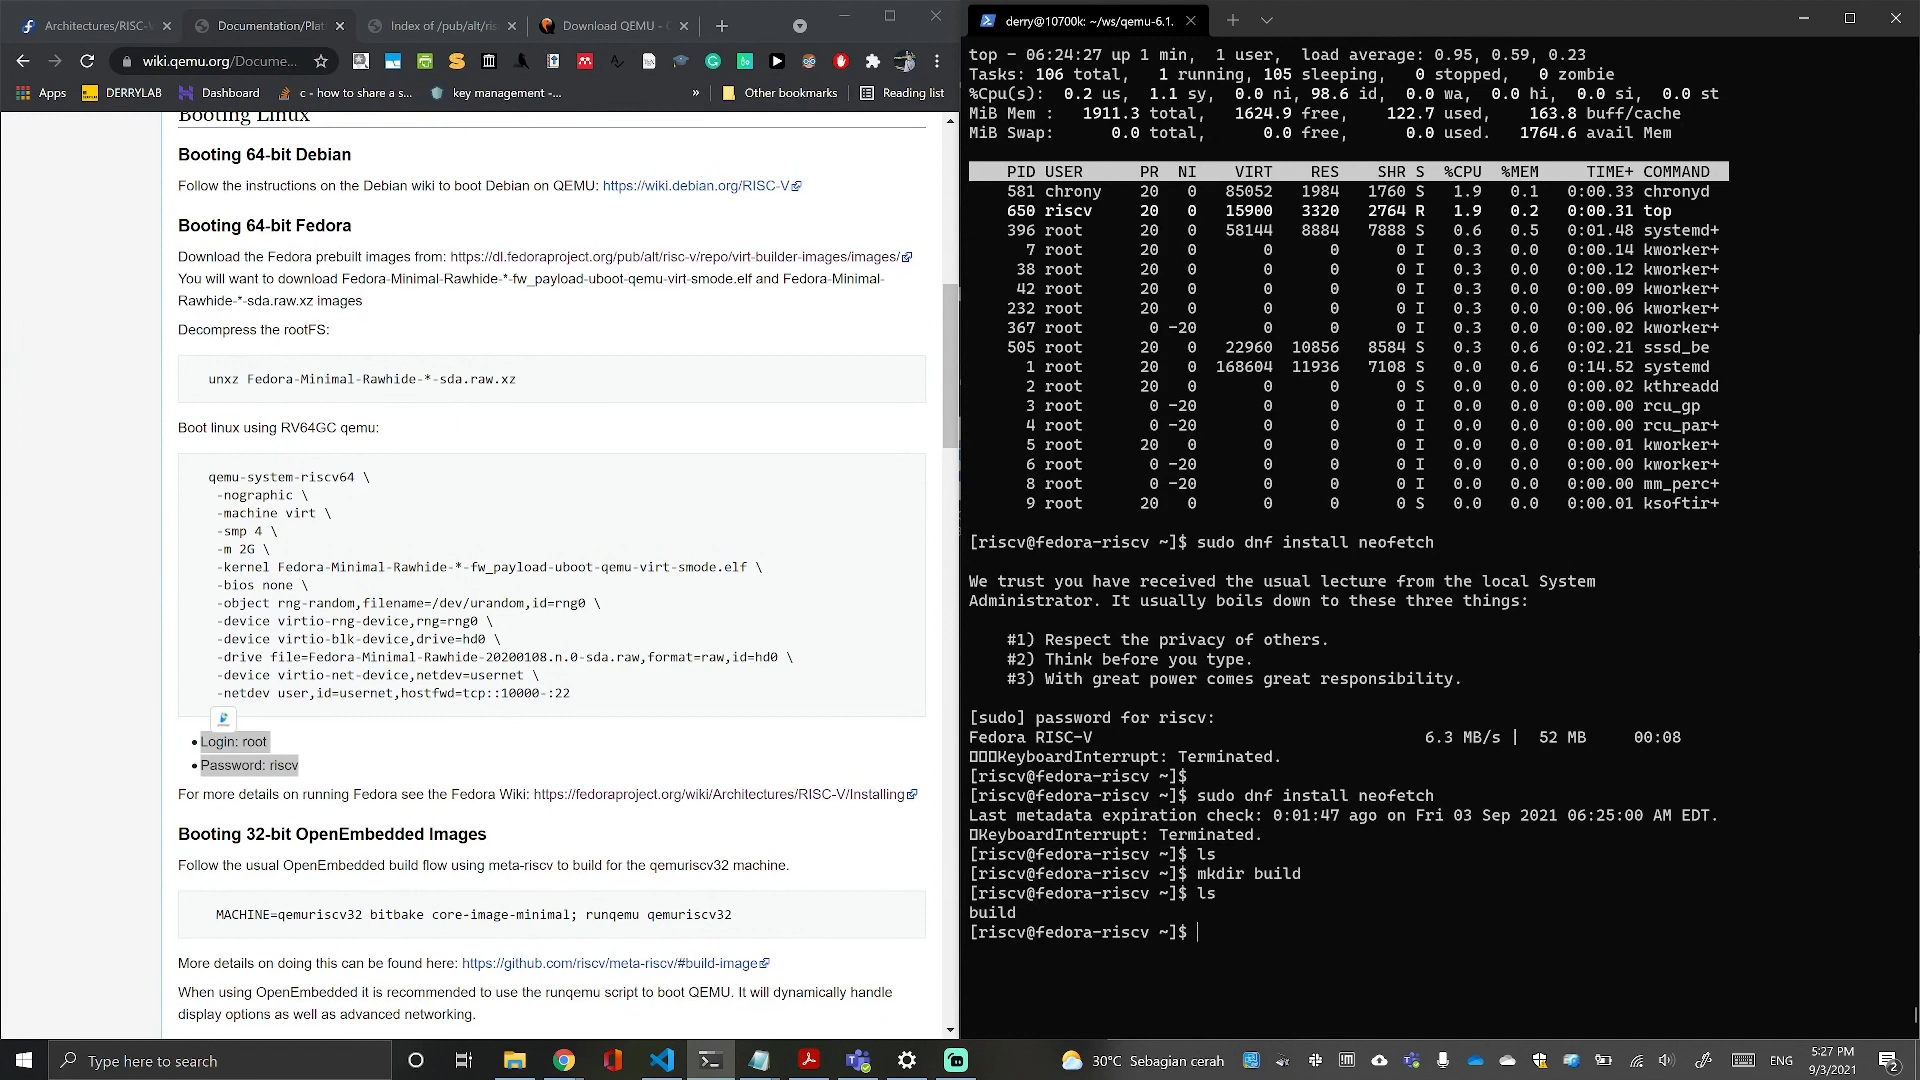 Architectures/RISC-V
Documentation/Plat
Index of /pub/alt/ris
Download QEMU - 
wiki.qemu.org/Docume...
Apps
DERRYLAB
Dashboard
c - how to share a s...
key management -...
»
Other bookmarks
Reading list
Booting Linux
Booting 64-bit Debian
Follow the instructions on the Debian wiki to boot Debian on QEMU: https://wiki.debian.org/RISC-V
Booting 64-bit Fedora
Download the Fedora prebuilt images from: https://dl.fedoraproject.org/pub/alt/risc-v/repo/virt-builder-images/images/
You will want to download Fedora-Minimal-Rawhide-*-fw_payload-uboot-qemu-virt-smode.elf and Fedora-Minimal-
Rawhide-*-sda.raw.xz images
Decompress the rootFS:
unxz Fedora-Minimal-Rawhide-*-sda.raw.xz
Boot linux using RV64GC qemu:
qemu-system-riscv64 \
-nographic \
-machine virt \
-smp 4 \
-m 2G \
-kernel Fedora-Minimal-Rawhide-*-fw_payload-uboot-qemu-virt-smode.elf \
-bios none \
-object rng-random,filename=/dev/urandom,id=rng0 \
-device virtio-rng-device,rng=rng0 \
-device virtio-blk-device,drive=hd0 \
-drive file=Fedora-Minimal-Rawhide-20200108.n.0-sda.raw,format=raw,id=hd0 \
-device virtio-net-device,netdev=usernet \
-netdev user,id=usernet,hostfwd=tcp::10000-:22
• Login: root
• Password: riscv
For more details on running Fedora see the Fedora Wiki: https://fedoraproject.org/wiki/Architectures/RISC-V/Installing
Booting 32-bit OpenEmbedded Images
Follow the usual OpenEmbedded build flow using meta-riscv to build for the qemuriscv32 machine.
MACHINE=qemuriscv32 bitbake core-image-minimal; runqemu qemuriscv32
More details on doing this can be found here: https://github.com/riscv/meta-riscv/#build-image
When using OpenEmbedded it is recommended to use the runqemu script to boot QEMU. It will dynamically handle
display options as well as advanced networking.
derry@10700k: ~/ws/qemu-6.1.
top - 06:24:27 up 1 min,  1 user,  load average: 0.95, 0.59, 0.23
Tasks: 106 total,   1 running, 105 sleeping,   0 stopped,   0 zombie
%Cpu(s):  0.2 us,  1.1 sy,  0.0 ni, 98.6 id,  0.0 wa,  0.0 hi,  0.0 si,  0.0 st
MiB Mem :   1911.3 total,   1624.9 free,    122.7 used,    163.8 buff/cache
MiB Swap:      0.0 total,      0.0 free,      0.0 used.   1764.6 avail Mem
PID USER      PR  NI    VIRT    RES    SHR S  %CPU  %MEM     TIME+ COMMAND
581 chrony    20   0   85052   1984   1760 S   1.9   0.1   0:00.33 chronyd
650 riscv     20   0   15900   3320   2764 R   1.9   0.2   0:00.31 top
396 root      20   0   58144   8884   7888 S   0.6   0.5   0:01.48 systemd+
7 root      20   0       0      0      0 I   0.3   0.0   0:00.14 kworker+
38 root      20   0       0      0      0 I   0.3   0.0   0:00.12 kworker+
42 root      20   0       0      0      0 I   0.3   0.0   0:00.09 kworker+
232 root      20   0       0      0      0 I   0.3   0.0   0:00.06 kworker+
367 root       0 -20       0      0      0 I   0.3   0.0   0:00.02 kworker+
505 root      20   0   22960  10856   8584 S   0.3   0.6   0:02.21 sssd_be
1 root      20   0  168604  11936   7108 S   0.0   0.6   0:14.52 systemd
2 root      20   0       0      0      0 S   0.0   0.0   0:00.02 kthreadd
3 root       0 -20       0      0      0 I   0.0   0.0   0:00.00 rcu_gp
4 root       0 -20       0      0      0 I   0.0   0.0   0:00.00 rcu_par+
5 root      20   0       0      0      0 I   0.0   0.0   0:00.01 kworker+
6 root       0 -20       0      0      0 I   0.0   0.0   0:00.00 kworker+
8 root       0 -20       0      0      0 I   0.0   0.0   0:00.00 mm_perc+
9 root      20   0       0      0      0 S   0.0   0.0   0:00.01 ksoftir+
[riscv@fedora-riscv ~]$ sudo dnf install neofetch
We trust you have received the usual lecture from the local System
Administrator. It usually boils down to these three things:
#1) Respect the privacy of others.
#2) Think before you type.
#3) With great power comes great responsibility.
[sudo] password for riscv:
Fedora RISC-V                                   6.3 MB/s |  52 MB     00:08
▯▯▯KeyboardInterrupt: Terminated.
[riscv@fedora-riscv ~]$
[riscv@fedora-riscv ~]$ sudo dnf install neofetch
Last metadata expiration check: 0:01:47 ago on Fri 03 Sep 2021 06:25:00 AM EDT.
▯KeyboardInterrupt: Terminated.
[riscv@fedora-riscv ~]$ ls
[riscv@fedora-riscv ~]$ mkdir build
[riscv@fedora-riscv ~]$ ls
build
[riscv@fedora-riscv ~]$
Type here to search
30°C Sebagian cerah
ENG
5:27 PM
9/3/2021
2